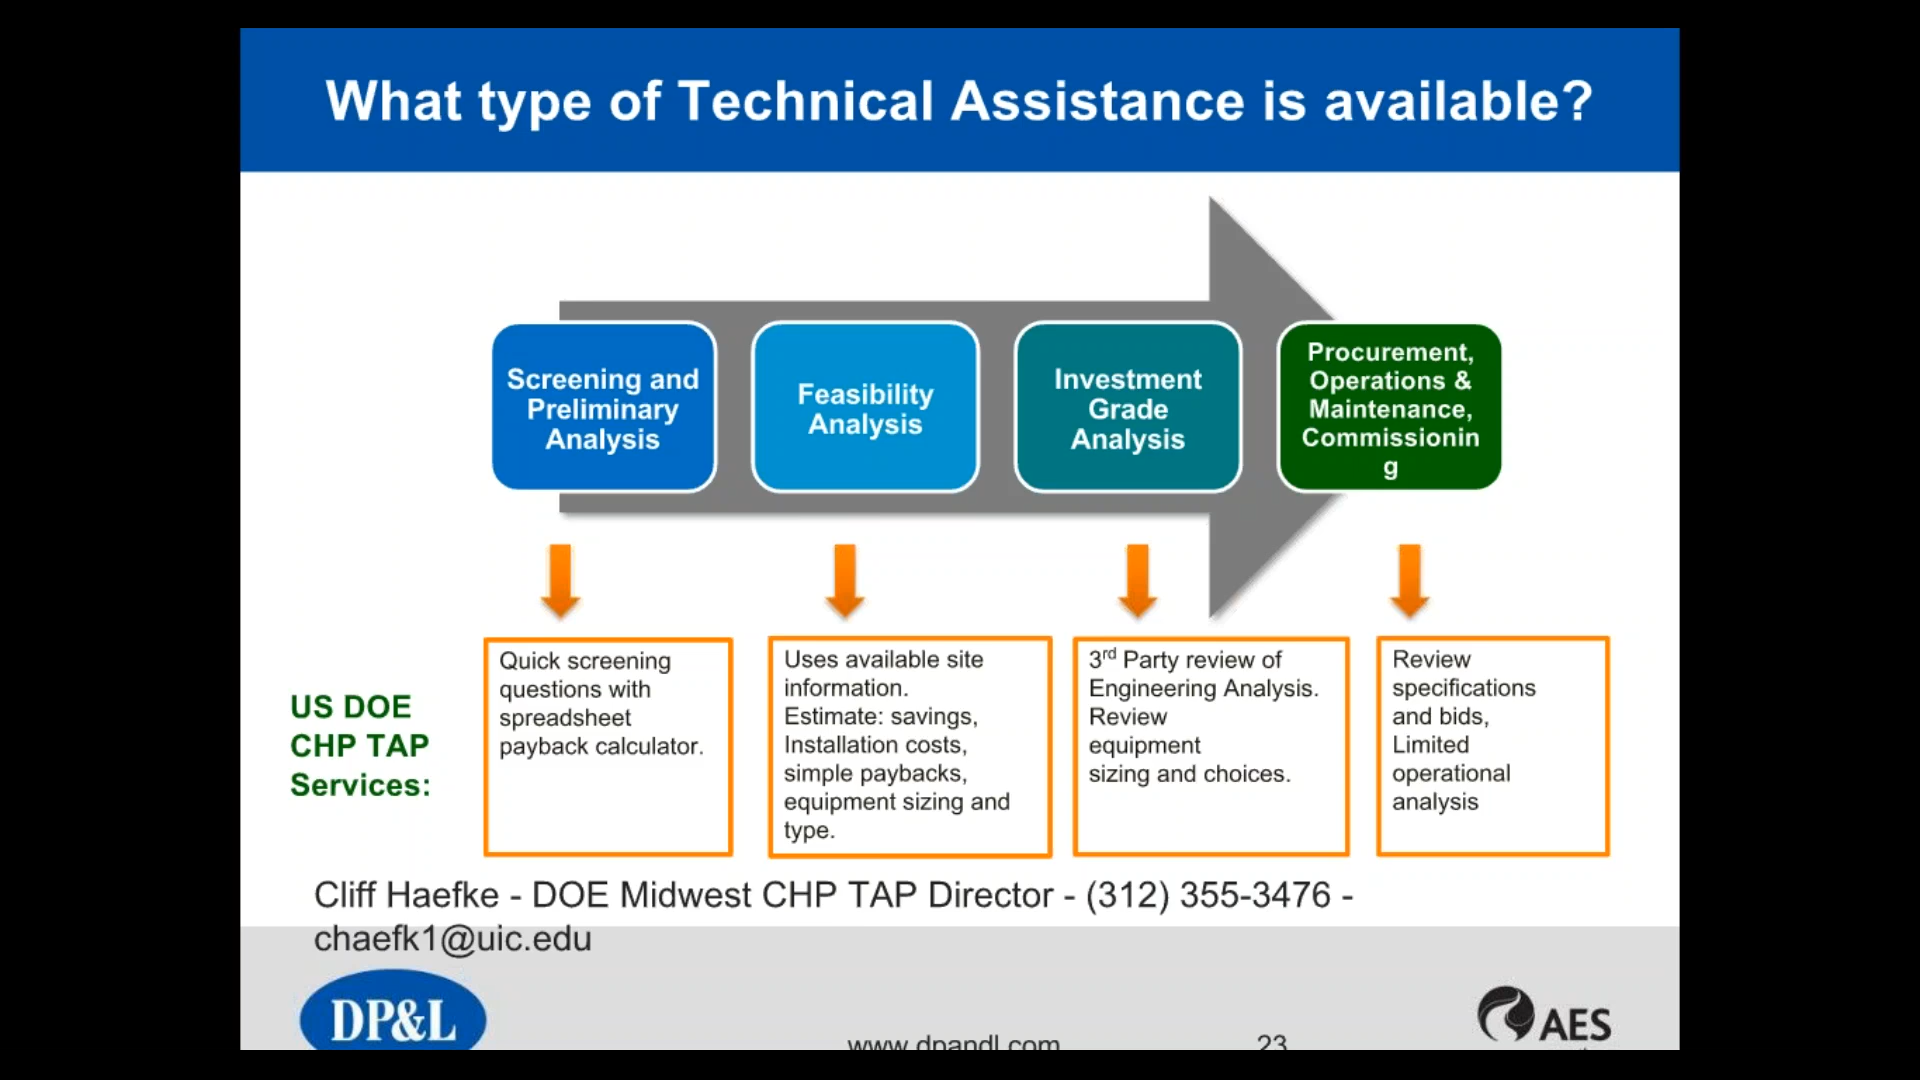 What type of Technical Assistance is available?
Screening and
Preliminary
Analysis
Feasibility
Analysis
Investment
Grade
Analysis
Procurement,
Operations &
Maintenance,
Commissionin
g
US DOE
CHP TAP
Services:
Quick screening
questions with
spreadsheet
payback calculator.
Uses available site
information.
Estimate: savings,
Installation costs,
simple paybacks,
equipment sizing and
type.
3rd Party review of
Engineering Analysis.
Review
equipment
sizing and choices.
Review
specifications
and bids,
Limited
operational
analysis
Cliff Haefke - DOE Midwest CHP TAP Director - (312) 355-3476 -
chaefk1@uic.edu
DP&L
www.dpandl.com
23
AES